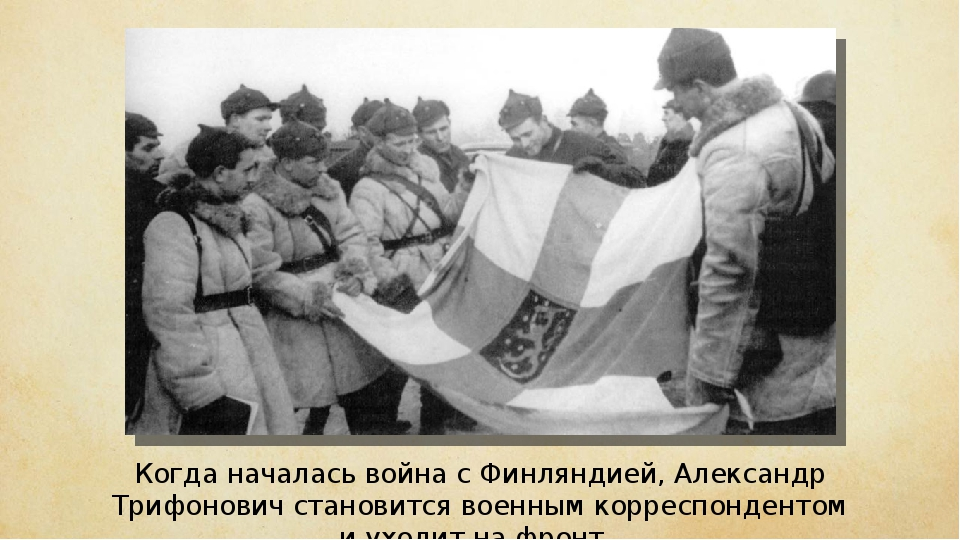 Когда началась война с Финляндией, Александр
Трифонович становится военным корреспондентом
и уходит на фронт